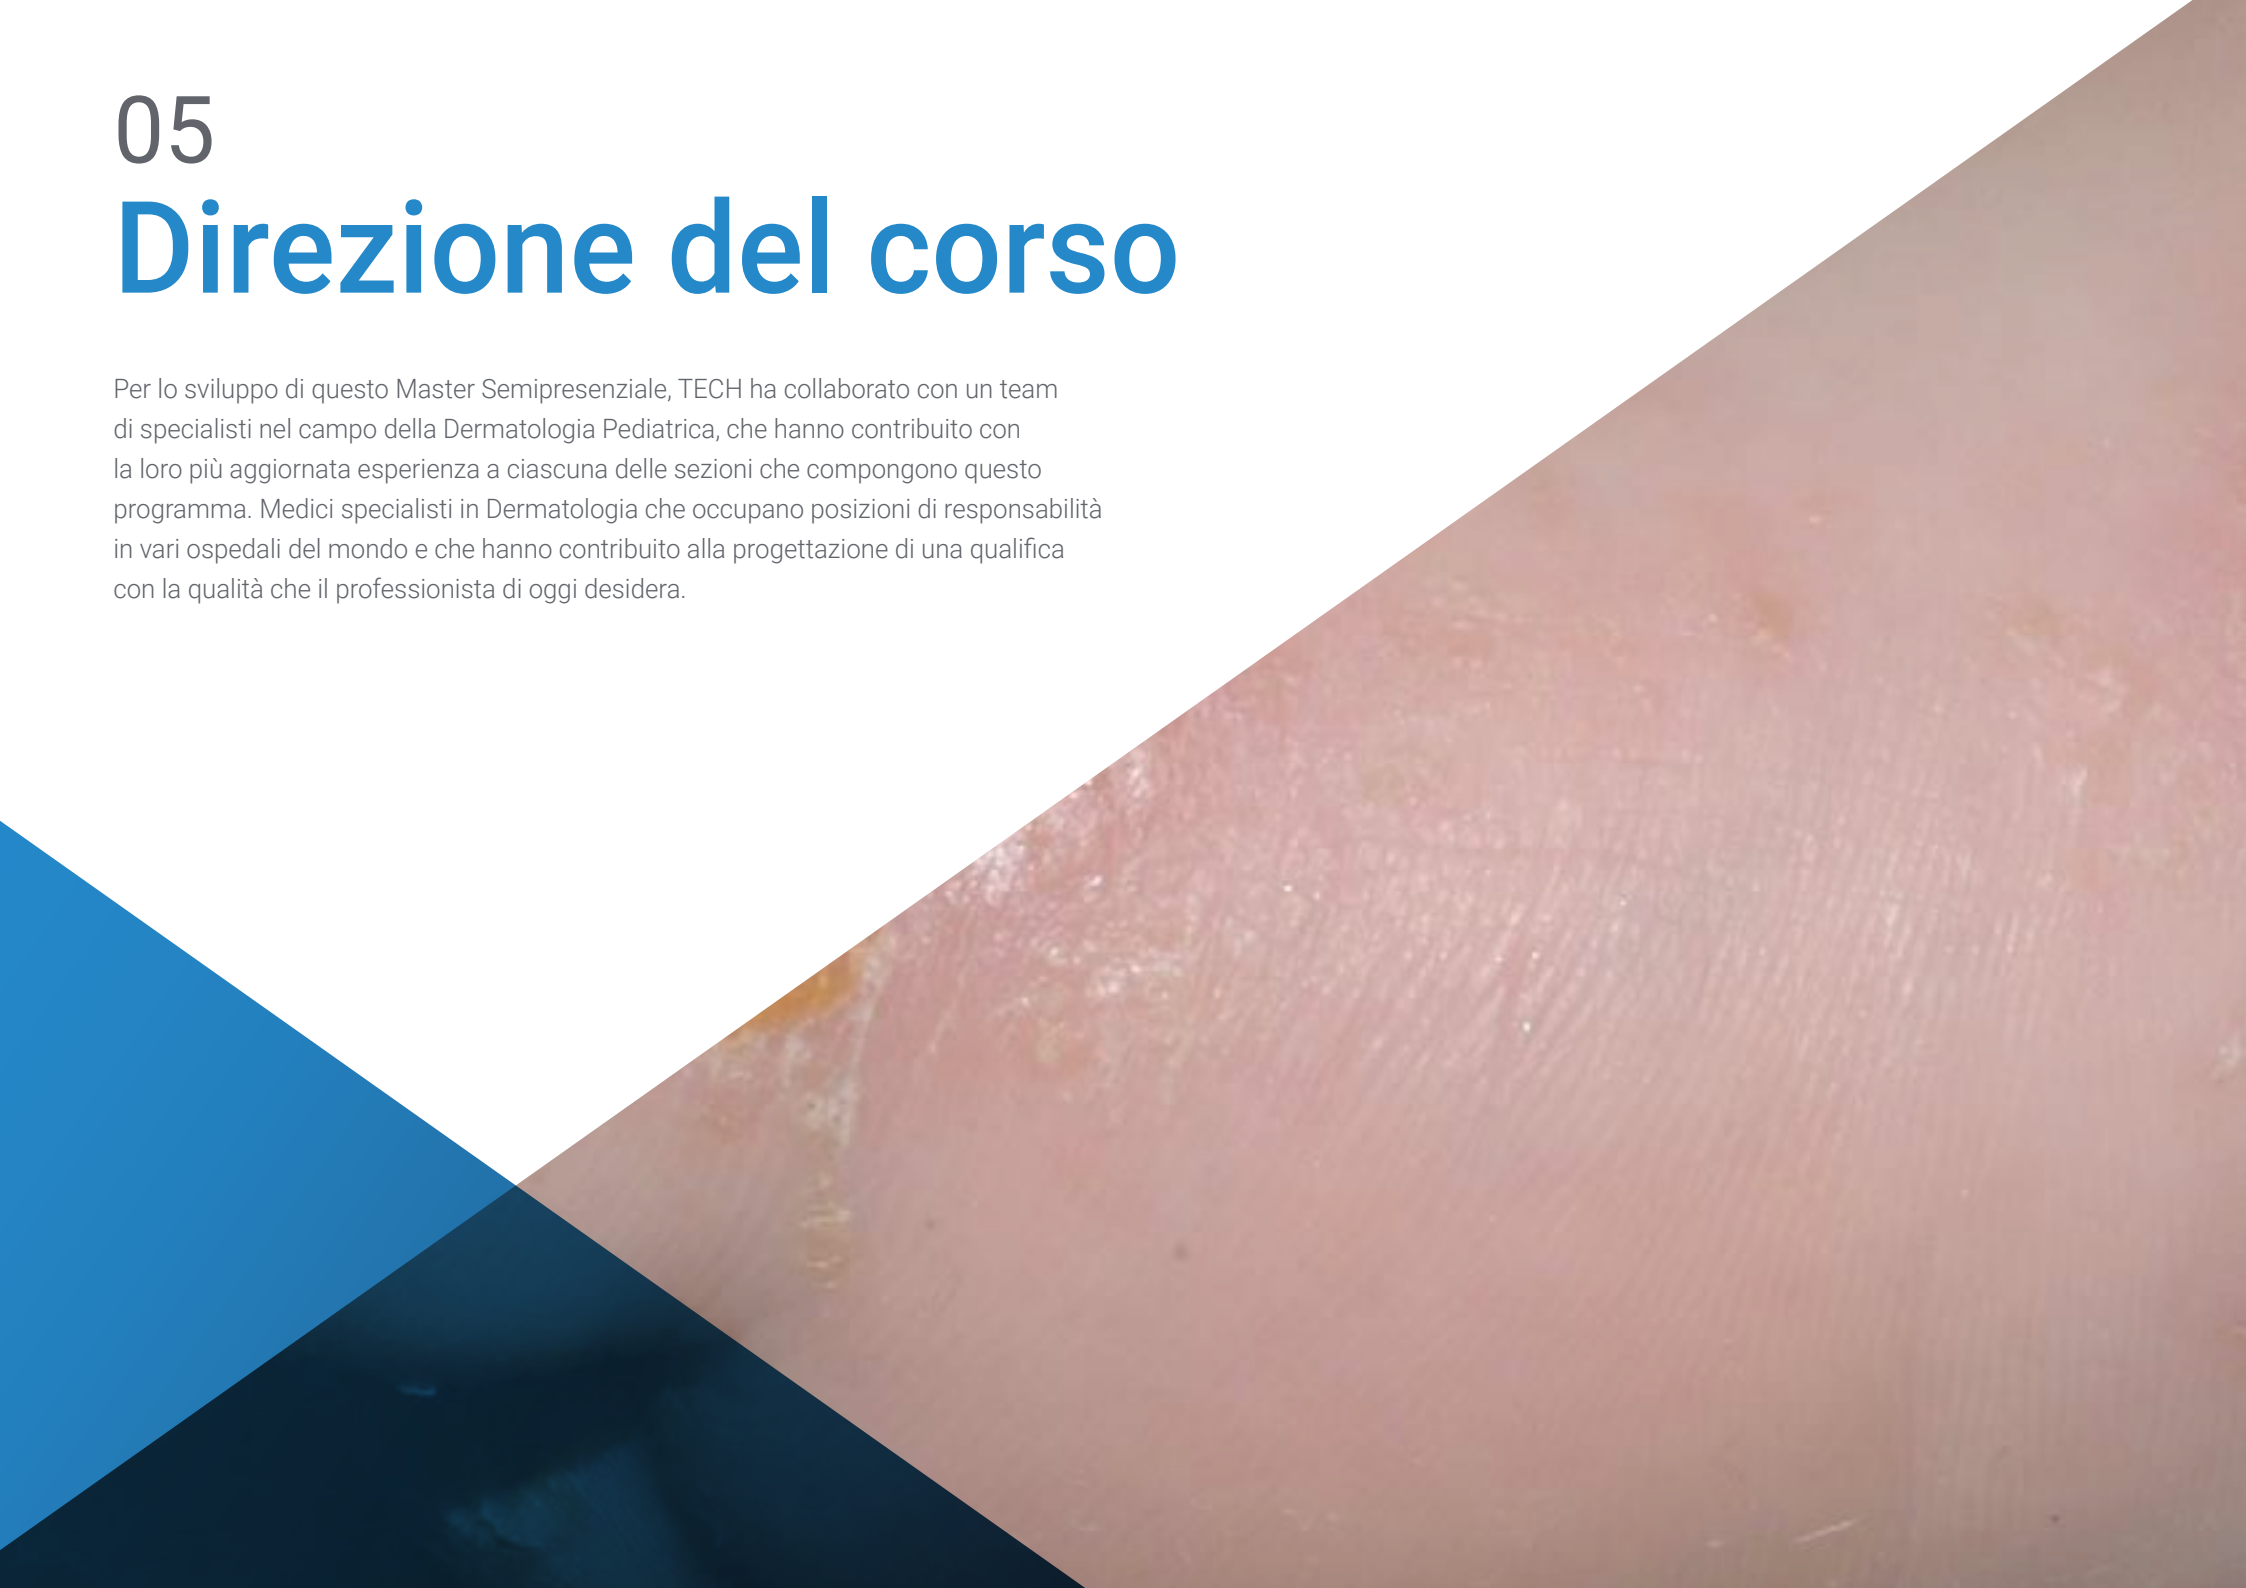 05
Direzione del corso
Per lo sviluppo di questo Master Semipresenziale, TECH ha collaborato con un team
di specialisti nel campo della Dermatologia Pediatrica, che hanno contribuito con
la loro più aggiornata esperienza a ciascuna delle sezioni che compongono questo
programma. Medici specialisti in Dermatologia che occupano posizioni di responsabilità
in vari ospedali del mondo e che hanno contribuito alla progettazione di una qualifica
con la qualità che il professionista di oggi desidera.